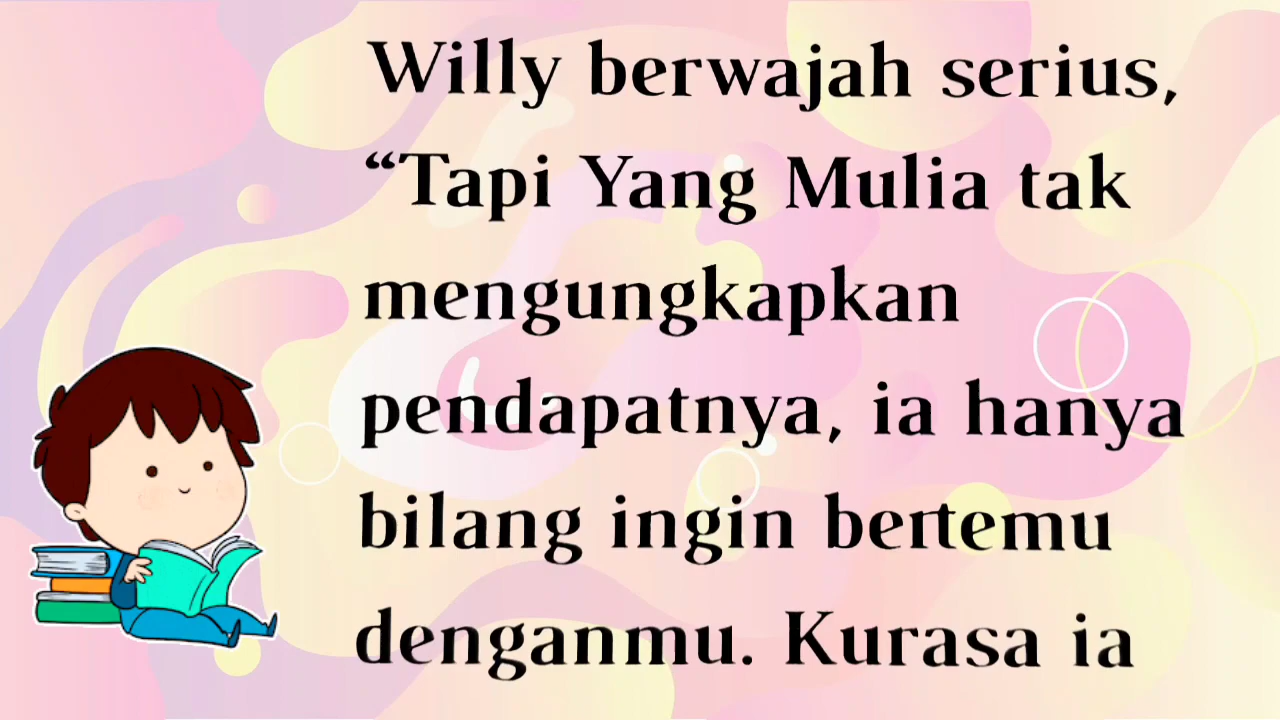 Willy berwajah serius,
“Tapi Yang Mulia tak
mengungkapkan
pendapatnya, ia hanya
bilang ingin bertemu
denganmu. Kurasa ia